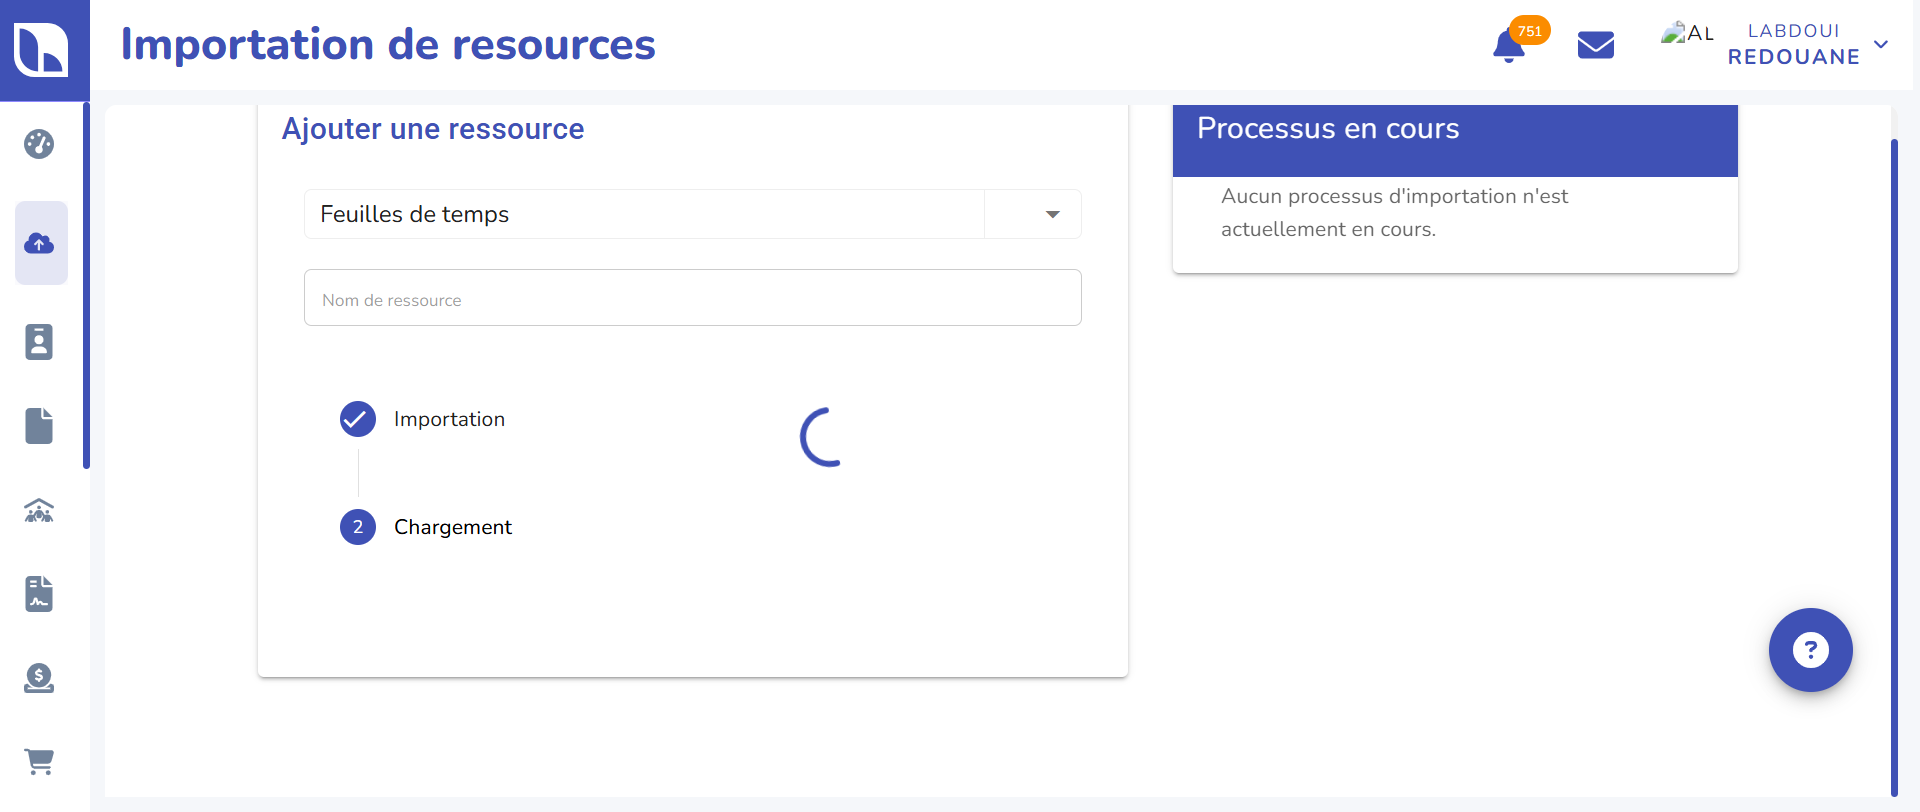 Importation de resources
751
AL
LABDOUI
REDOUANE
Ajouter une ressource
Feuilles de temps
Nom de ressource
Importation
2
Chargement
Processus en cours
Aucun processus d'importation n'est
actuellement en cours.
?